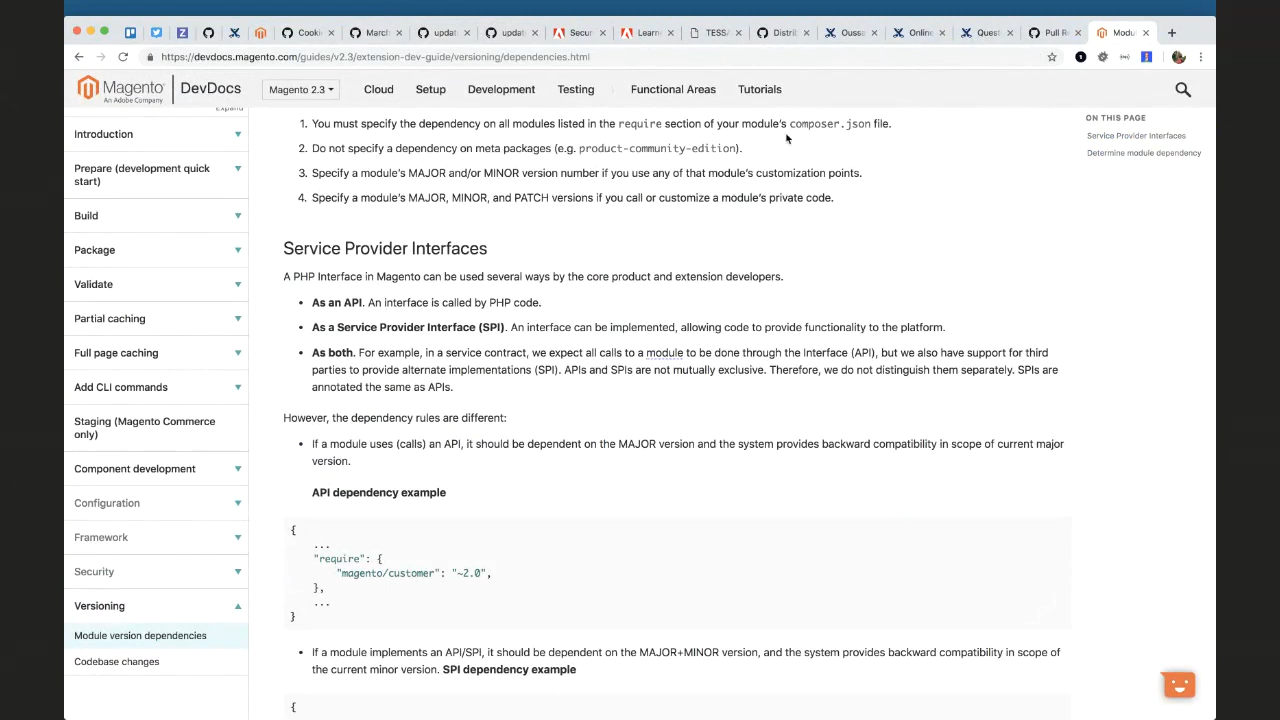 Cooki
March
update
update
Secur
Learn
TESS/
Distril
Oussa
Online
Quest
Pull Re
Modu
https://devdocs.magento.com/guides/v2.3/extension-dev-guide/versioning/dependencies.html
Magento
An Adobe Company
DevDocs
Magento 2.3
Cloud
Setup
Development
Testing
Functional Areas
Tutorials
Expand
Introduction
Prepare (development quick
start)
Build
Package
Validate
Partial caching
Full page caching
Add CLI commands
Staging (Magento Commerce
only)
Component development
Configuration
Framework
Security
Versioning
Module version dependencies
Codebase changes
1. You must specify the dependency on all modules listed in the require section of your module's composer.json file.
2. Do not specify a dependency on meta packages (e.g. product-community-edition).
3. Specify a module's MAJOR and/or MINOR version number if you use any of that module's customization points.
4. Specify a module's MAJOR, MINOR, and PATCH versions if you call or customize a module's private code.
Service Provider Interfaces
A PHP Interface in Magento can be used several ways by the core product and extension developers.
• As an API. An interface is called by PHP code.
• As a Service Provider Interface (SPI). An interface can be implemented, allowing code to provide functionality to the platform.
• As both. For example, in a service contract, we expect all calls to a module to be done through the Interface (API), but we also have support for third
parties to provide alternate implementations (SPI). APIs and SPIs are not mutually exclusive. Therefore, we do not distinguish them separately. SPIs are
annotated the same as APIs.
However, the dependency rules are different:
• If a module uses (calls) an API, it should be dependent on the MAJOR version and the system provides backward compatibility in scope of current major
version.
API dependency example
{
...
"require": {
"magento/customer": "~2.0",
},
...
}
• If a module implements an API/SPI, it should be dependent on the MAJOR+MINOR version, and the system provides backward compatibility in scope of
the current minor version. SPI dependency example
{
ON THIS PAGE
Service Provider Interfaces
Determine module dependency